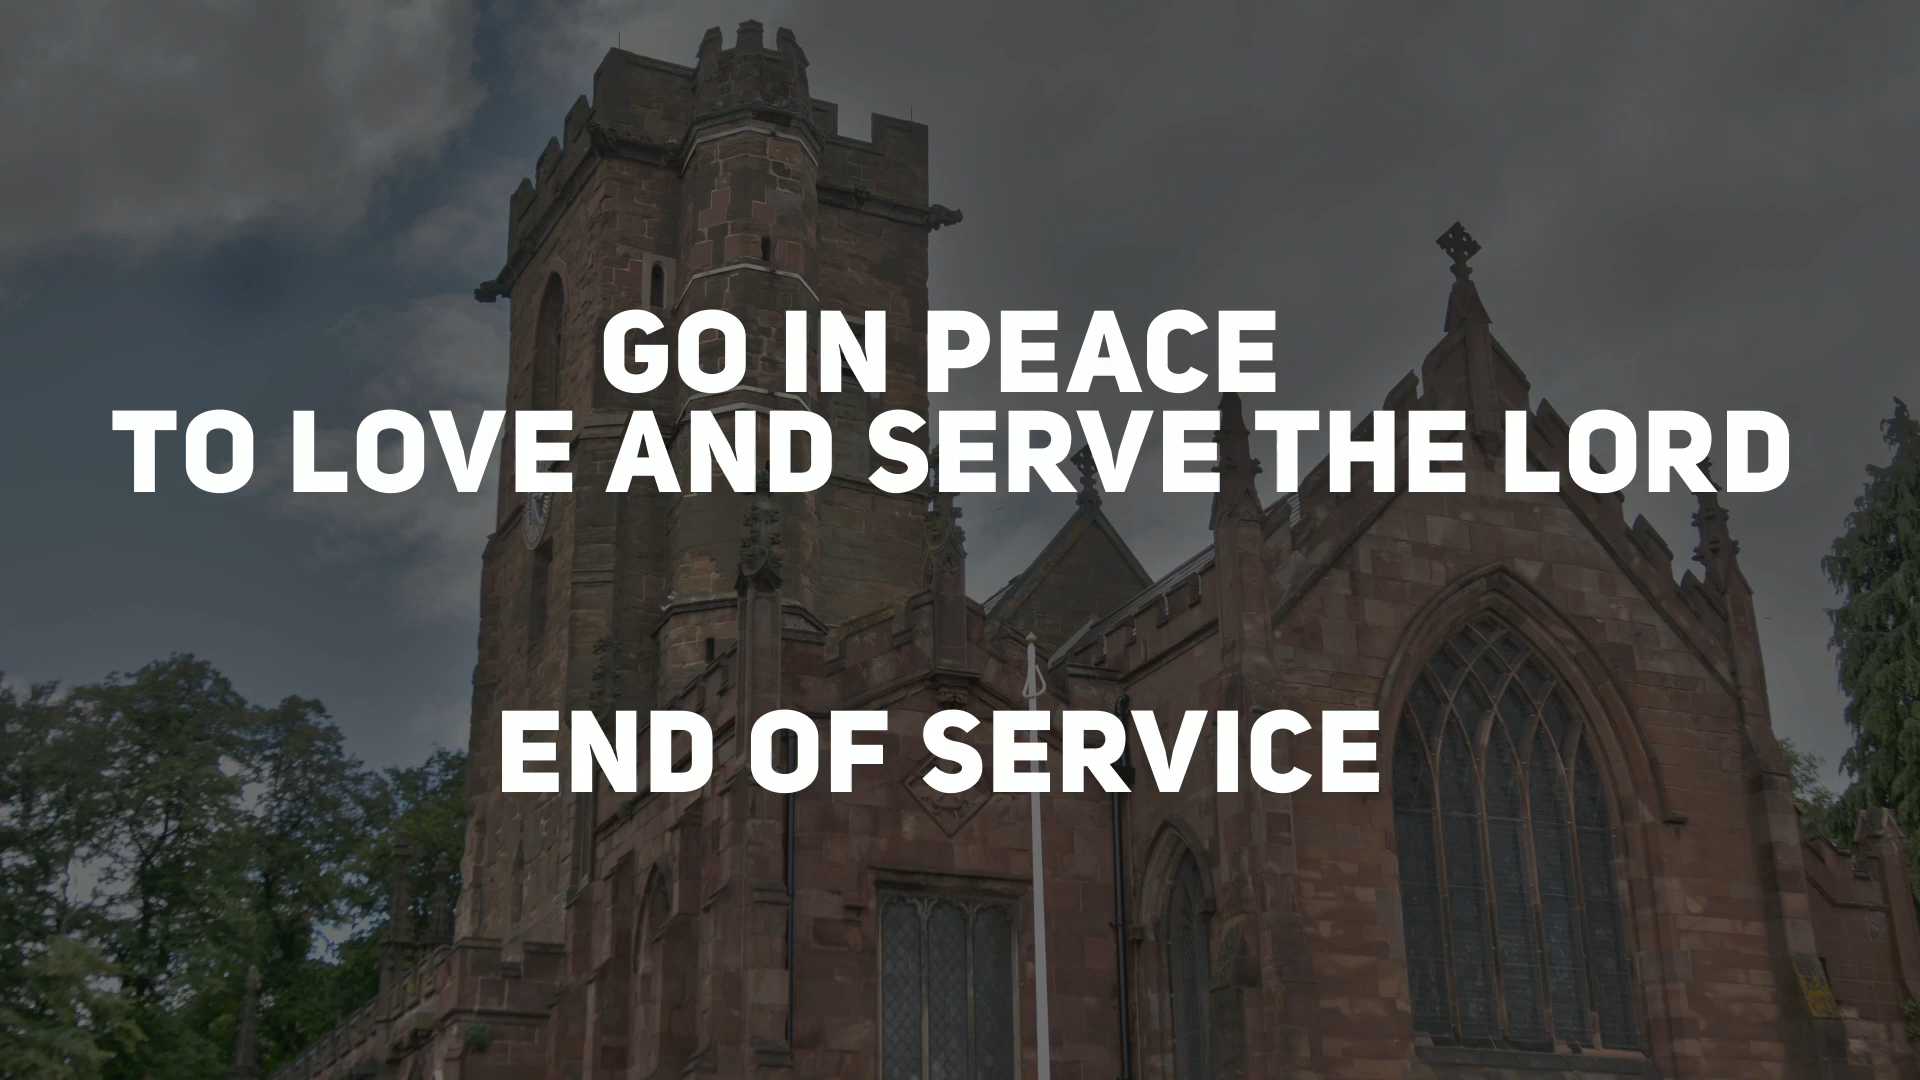 GO IN PEACE
TO LOVE AND SERVE THE LORD
END OF SERVICE